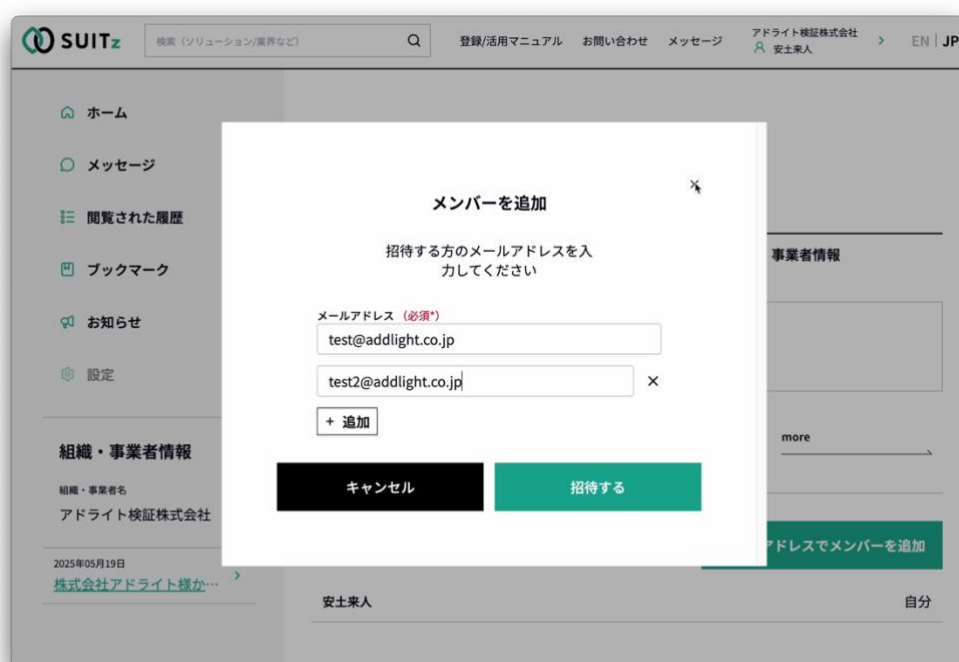 SUITz
検索（ソリューション/業界など）
登録/活用マニュアル
お問い合わせ
メッセージ
アドライト検証株式会社
安土来人
EN | JP
ホーム
メッセージ
閲覧された履歴
ブックマーク
お知らせ
設定
組織・事業者情報
組織・事業者名
アドライト検証株式会社
2025年05月19日
株式会社アドライト様か…
メンバーを追加
招待する方のメールアドレスを入
力してください
メールアドレス（必須*）
test@addlight.co.jp
test2@addlight.co.jp
+ 追加
キャンセル
招待する
事業者情報
more
ドレスでメンバーを追加
安土来人
自分